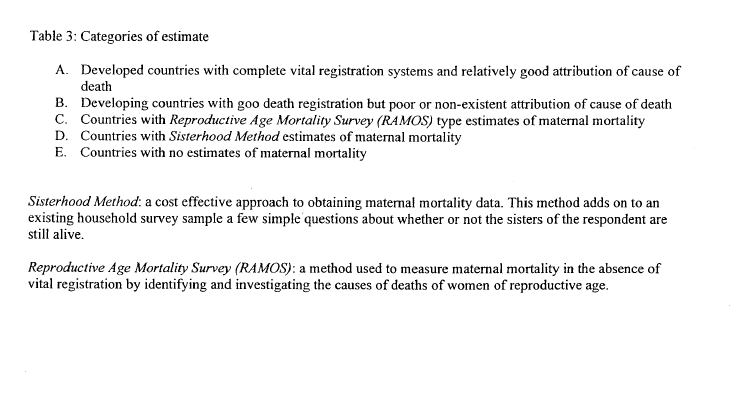 Table 3: Categories of estimate
A. Developed countries with complete vital registration systems and relatively good attribution of cause of
death
B. Developing countries with goo death registration but poor or non-existent attribution of cause of death
C. Countries with Reproductive Age Mortality Survey (RAMOS) type estimates of maternal mortality
D. Countries with Sisterhood Method estimates of maternal mortality
E. Countries with no estimates of maternal mortality
Sisterhood Method: a cost effective approach to obtaining maternal mortality data. This method adds on to an
existing household survey sample a few simple questions about whether or not the sisters of the respondent are
still alive.
Reproductive Age Mortality Survey (RAMOS): a method used to measure maternal mortality in the absence of
vital registration by identifying and investigating the causes of deaths of women of reproductive age.